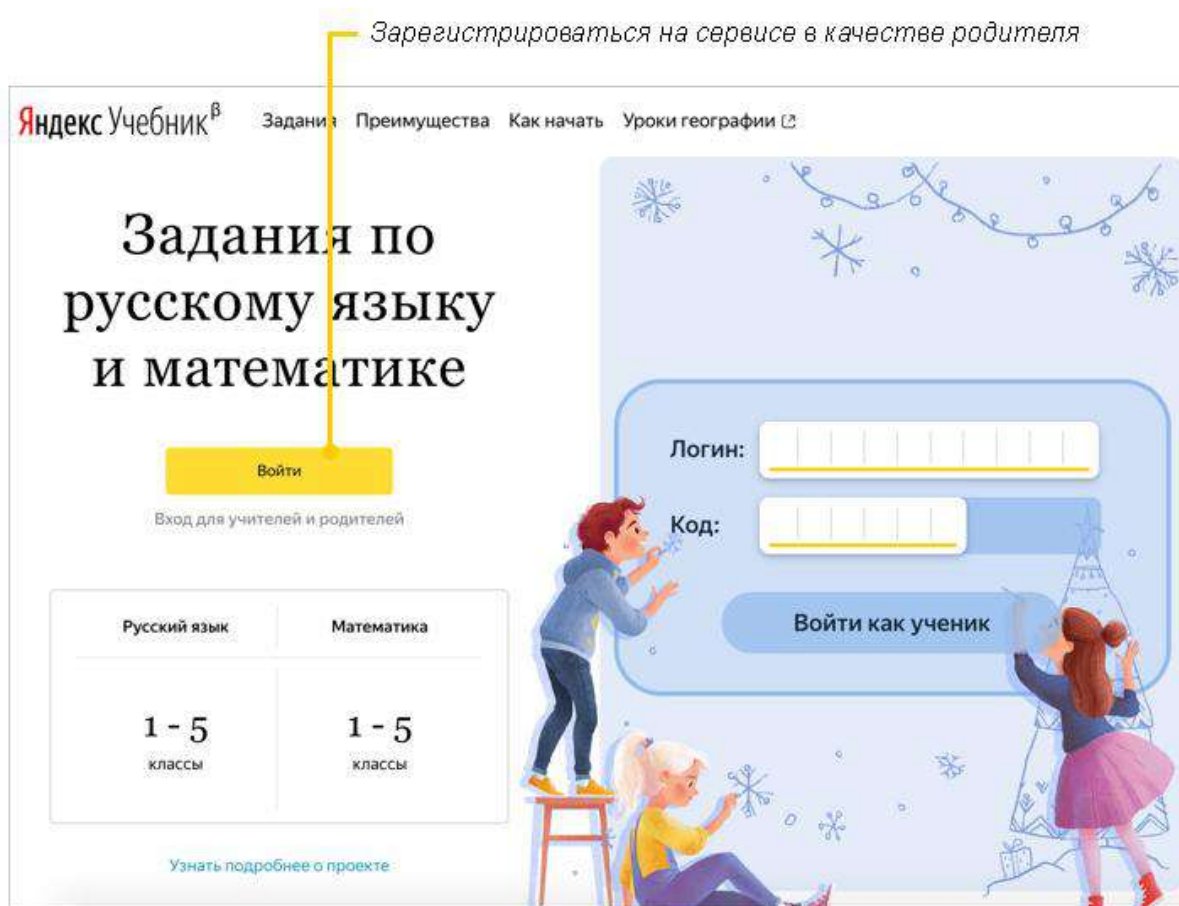 Зарегистрироваться на сервисе в качестве родителя
Яндекс Учебник β
Задания Преимущества Как начать Уроки географии
Задания по
русскому языку
и математике
Войти
Вход для учителей и родителей
Русский язык Математика
1 - 5 1 - 5
классы классы
Узнать подробнее о проекте
Логин:
Код:
Войти как ученик